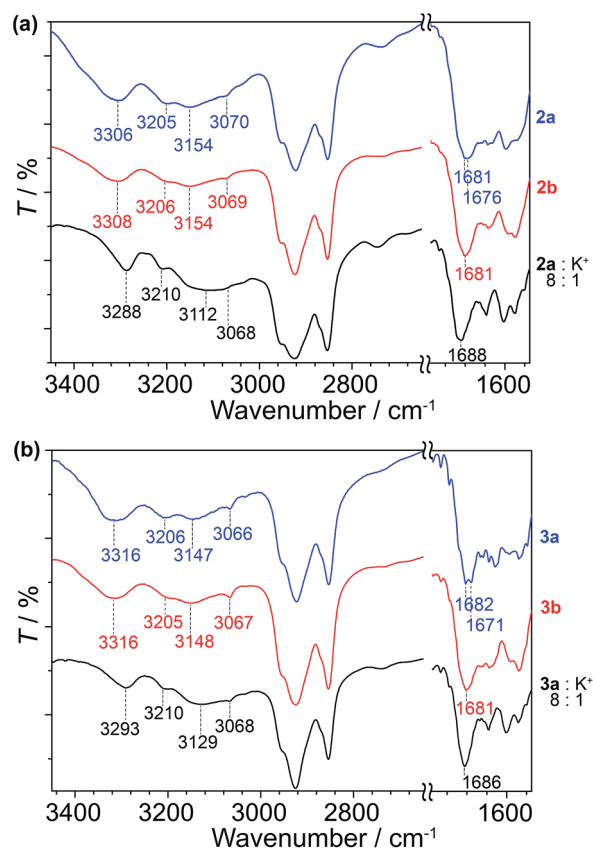 (a)
3306
3205
3154
3070
2a
1681
1676
3308
3206
3154
3069
2b
1681
3288
3210
3112
3068
2a : K⁺
8 : 1
1688
T / %
3400 3200 3000 2800 1600
Wavenumber / cm⁻¹
(b)
3316
3206
3147
3066
3a
1682
1671
3316
3205
3148
3067
3b
1681
3293
3210
3129
3068
3a : K⁺
8 : 1
1686
T / %
3400 3200 3000 2800 1600
Wavenumber / cm⁻¹